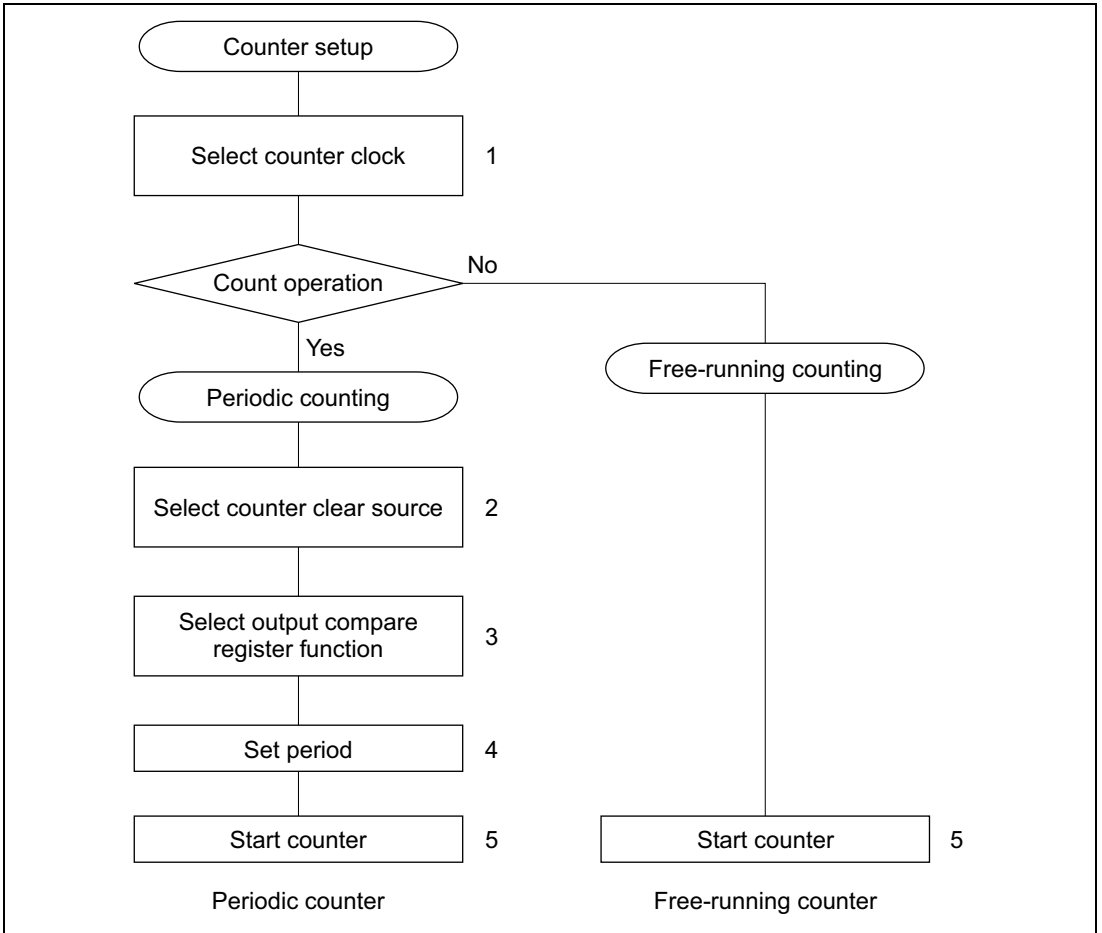 Counter setup
Select counter clock
1
Count operation
No
Yes
Free-running counting
Periodic counting
Select counter clear source
2
Select output compare
register function
3
Set period
4
Start counter
5
Start counter
5
Periodic counter
Free-running counter